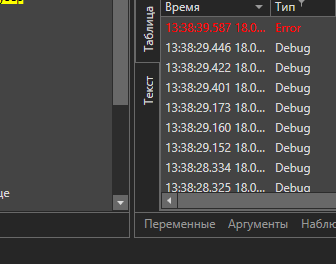 Время Тип
Таблица
13:38:39.587 18.0... Error
13:38:29.446 18.0... Debug
13:38:29.422 18.0... Debug
Текст
13:38:29.401 18.0... Debug
13:38:29.173 18.0... Debug
13:38:29.160 18.0... Debug
13:38:29.152 18.0... Debug
13:38:28.334 18.0... Debug
це
13:38:28.325 18.0... Debug
Переменные Аргументы Наблю